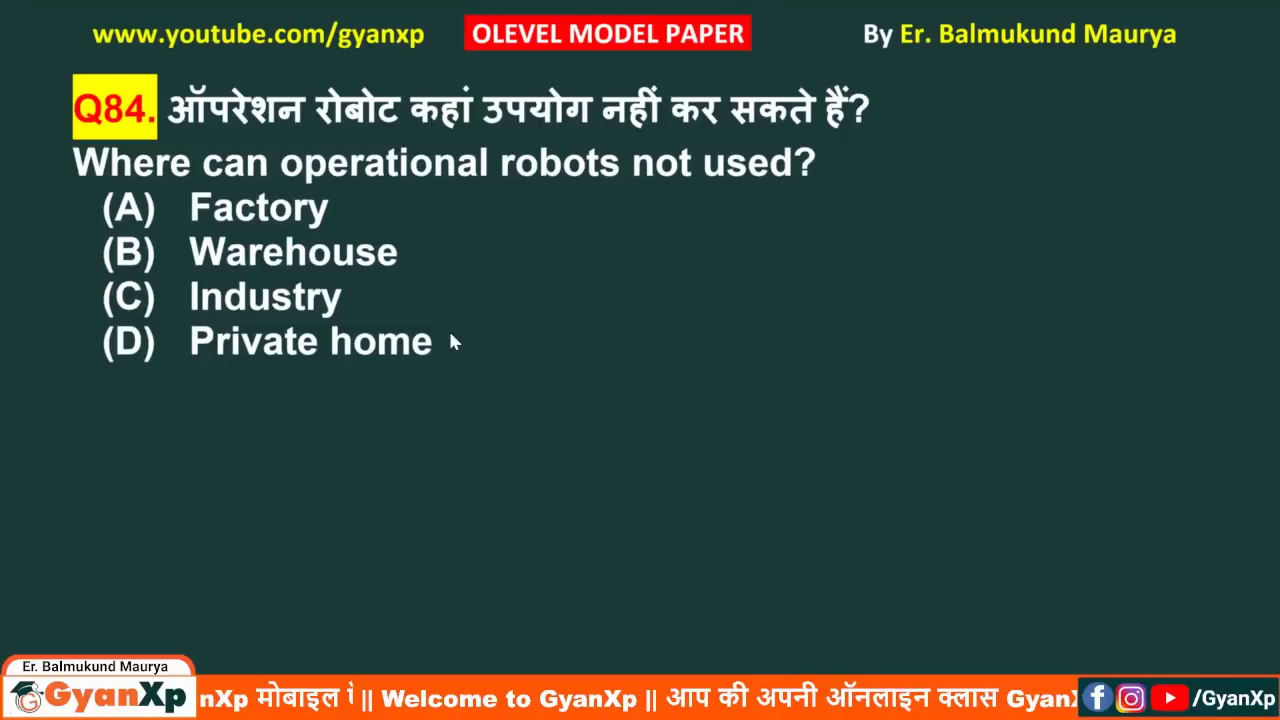 www.youtube.com/gyanxp OLEVEL MODEL PAPER By Er. Balmukund Maurya
Q84. ऑपरेशन रोबोट कहां उपयोग नहीं कर सकते हैं?
Where can operational robots not used?
(A) Factory
(B) Warehouse
(C) Industry
(D) Private home
Er. Balmukund Maurya
GyanXp nXp मोबाइल || Welcome to GyanXp || आप की अपनी ऑनलाइन क्लास Gyan /GyanXp